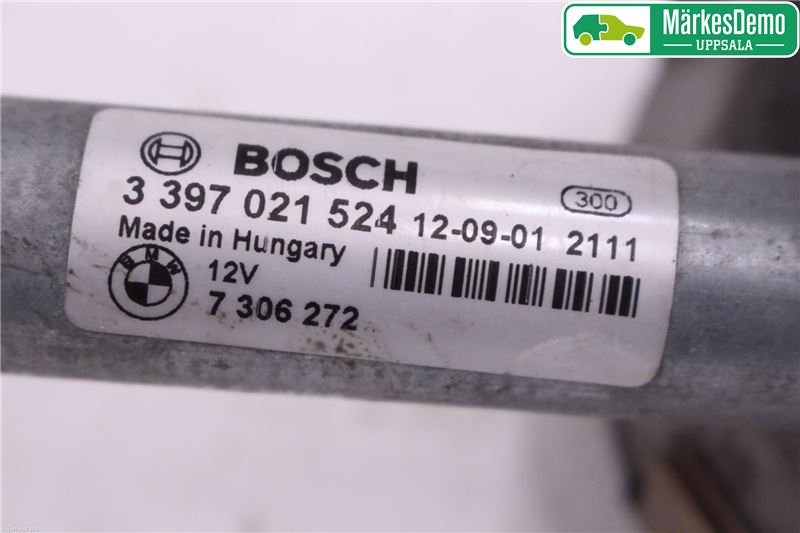 MärkesDemo
UPPSALA
BOSCH
300
3 397 021 524 12-09-01 2111
Made in Hungary
BMW
12V
7 306 272